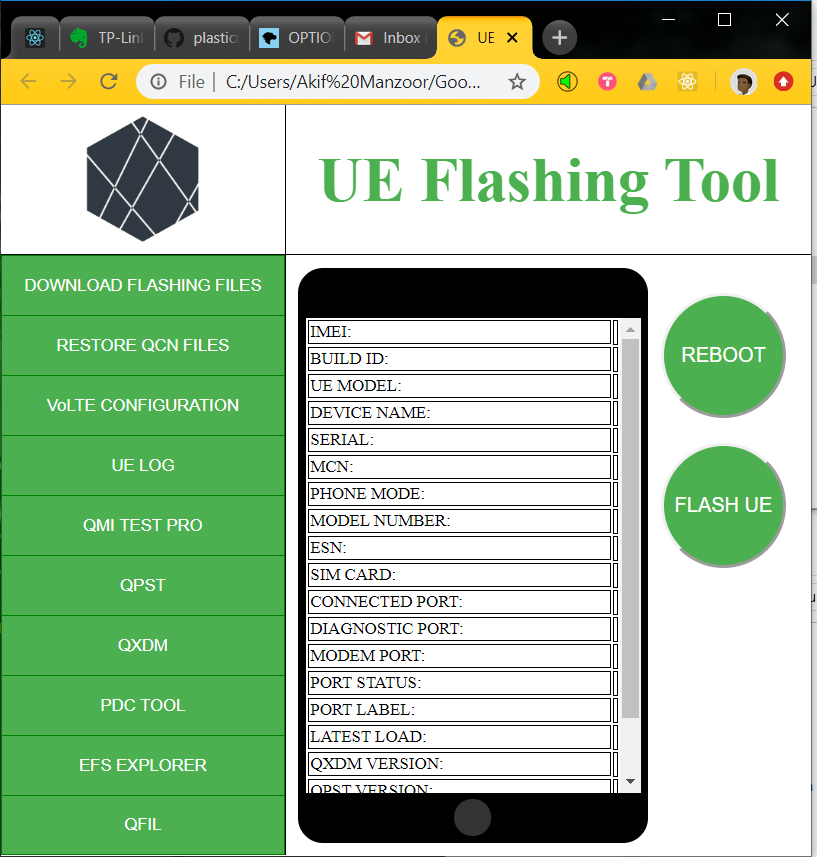 TP-Link
plastic
OPTIO
Inbox (
UE
File | C:/Users/Akif%20Manzoor/Goo...
UE Flashing Tool
DOWNLOAD FLASHING FILES
RESTORE QCN FILES
VoLTE CONFIGURATION
UE LOG
QMI TEST PRO
QPST
QXDM
PDC TOOL
EFS EXPLORER
QFIL
IMEI:
BUILD ID:
UE MODEL:
DEVICE NAME:
SERIAL:
MCN:
PHONE MODE:
MODEL NUMBER:
ESN:
SIM CARD:
CONNECTED PORT:
DIAGNOSTIC PORT:
MODEM PORT:
PORT STATUS:
PORT LABEL:
LATEST LOAD:
QXDM VERSION:
QPST VERSION:
REBOOT
FLASH UE